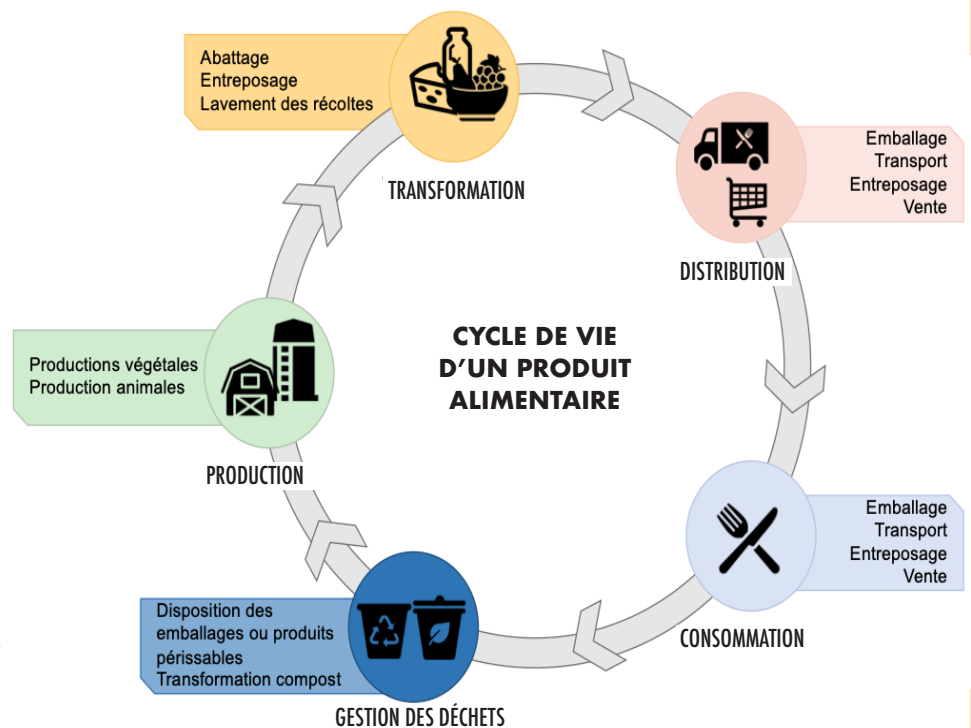 Abattage
Entreposage
Lavement des récoltes
TRANSFORMATION
Emballage
Transport
Entreposage
Vente
DISTRIBUTION
CYCLE DE VIE
D'UN PRODUIT
ALIMENTAIRE
Productions végétales
Production animales
PRODUCTION
Emballage
Transport
Entreposage
Vente
CONSOMMATION
Disposition des
emballages ou produits
périssables
Transformation compost
GESTION DES DÉCHETS